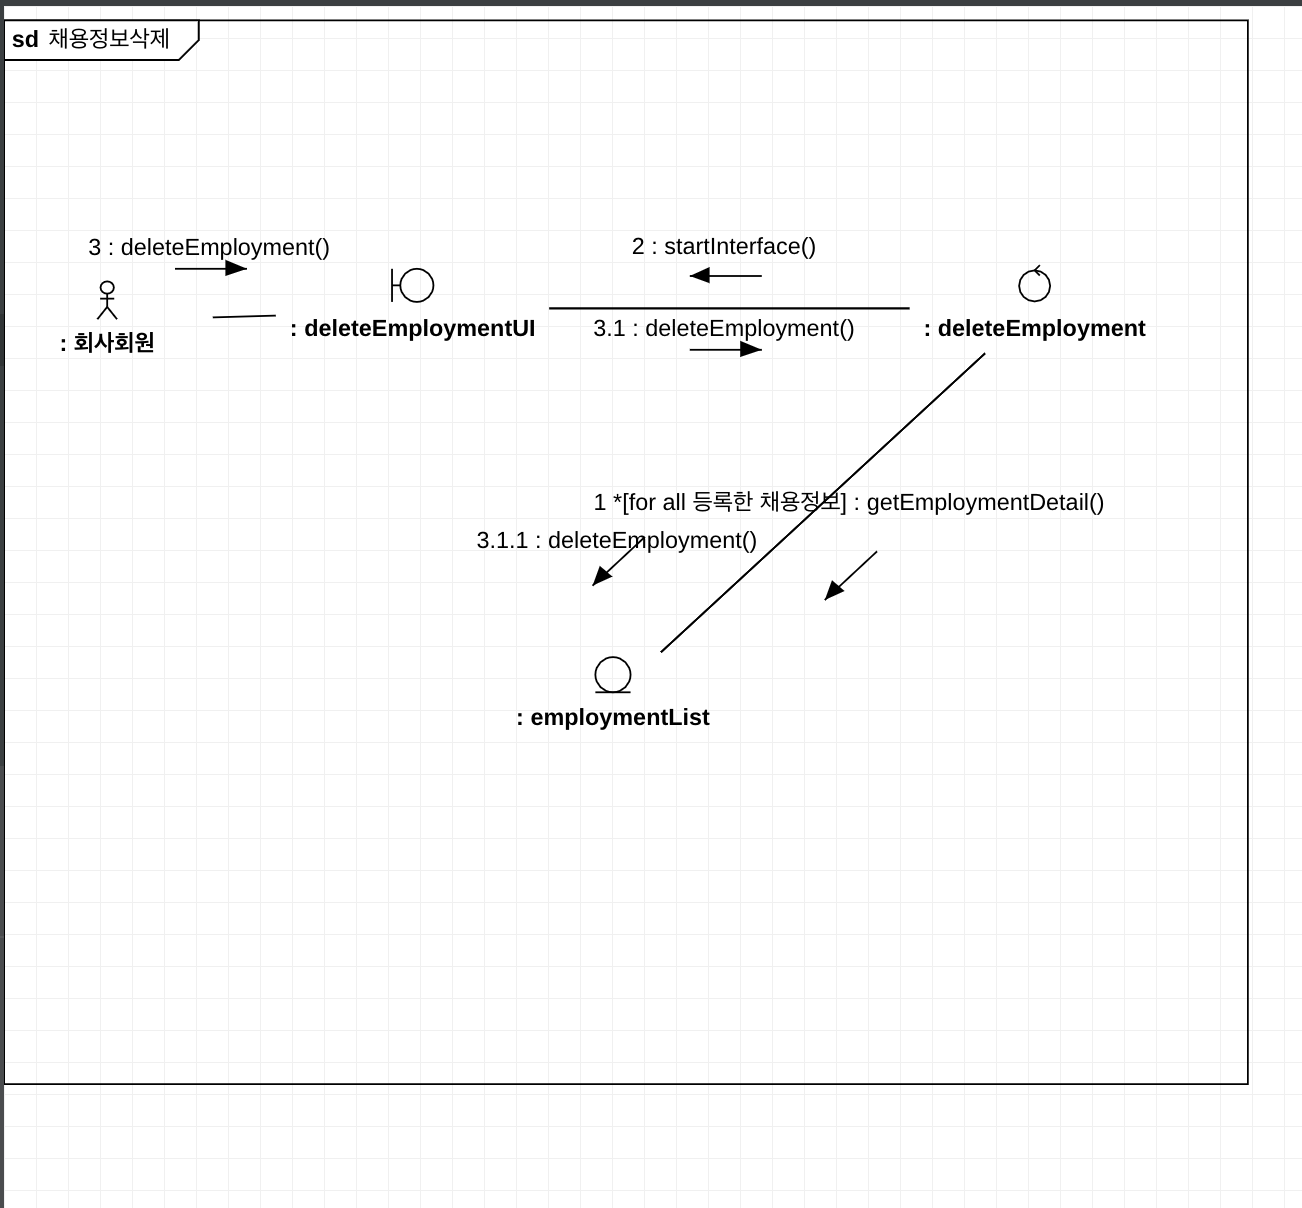 sd 채용정보삭제
3 : deleteEmployment()
2 : startInterface()
: 회사회원
: deleteEmploymentUI
3.1 : deleteEmployment()
: deleteEmployment
1 *[for all 등록한 채용정보] : getEmploymentDetail()
3.1.1 : deleteEmployment()
: employmentList